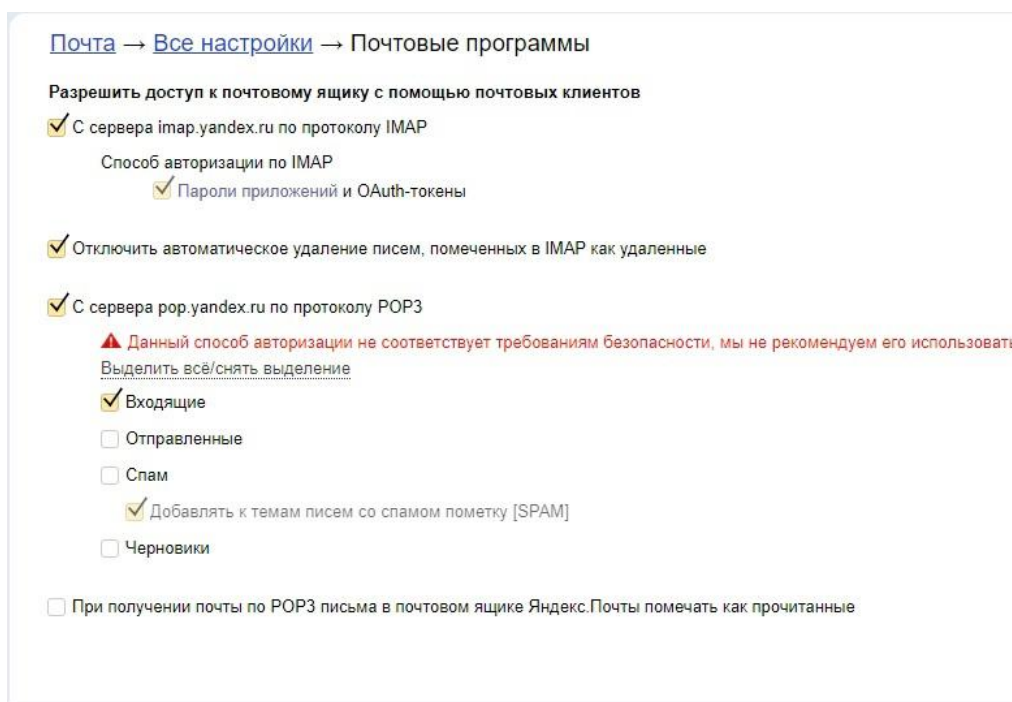 Почта → Все настройки → Почтовые программы
Разрешить доступ к почтовому ящику с помощью почтовых клиентов
С сервера imap.yandex.ru по протоколу IMAP
Способ авторизации по IMAP
Пароли приложений и OAuth-токены
Отключить автоматическое удаление писем, помеченных в IMAP как удаленные
С сервера pop.yandex.ru по протоколу POP3
Данный способ авторизации не соответствует требованиям безопасности, мы не рекомендуем его использовать
Выделить всё/снять выделение
Входящие
Отправленные
Спам
Добавлять к темам писем со спамом пометку [SPAM]
Черновики
При получении почты по POP3 письма в почтовом ящике Яндекс.Почты помечать как прочитанные